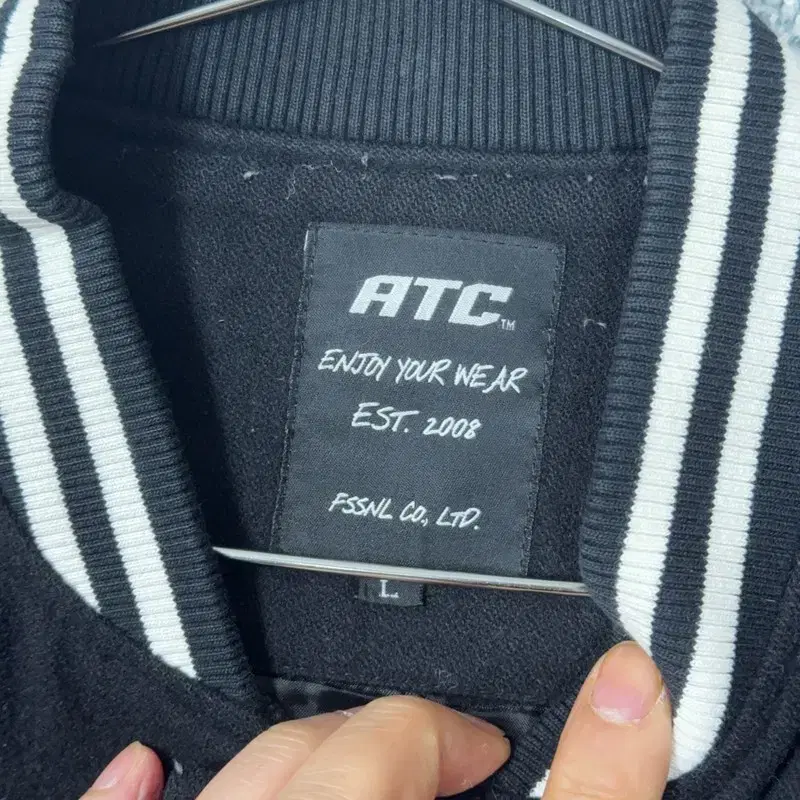 ATC™
ENJOY YOUR WEAR
EST. 2008
FSSNL CO., LTD.
L